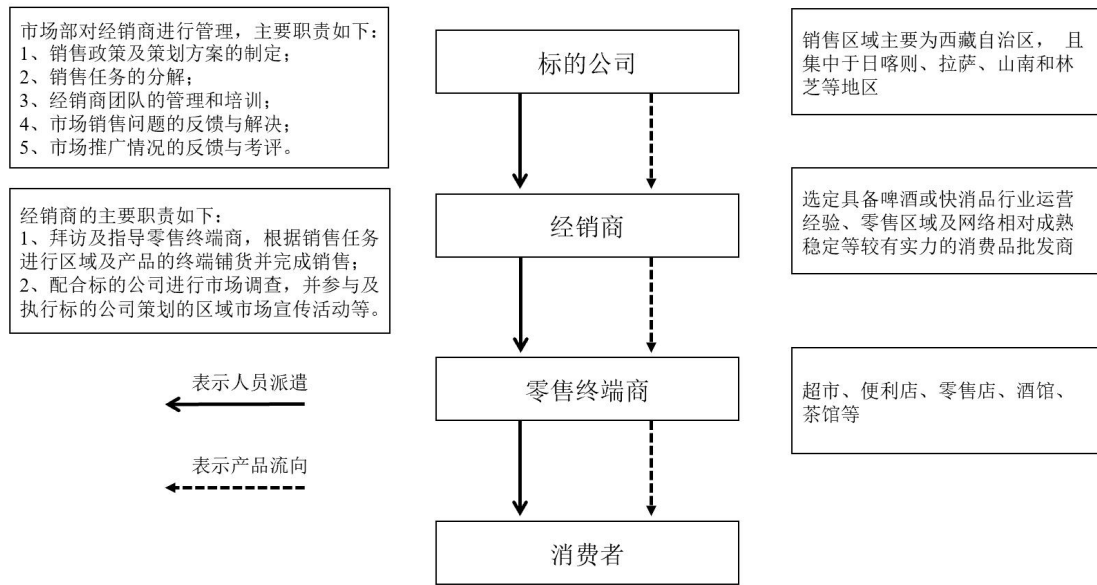 市场部对经销商进行管理，主要职责如下：
1、销售政策及策划方案的制定；
2、销售任务的分解；
3、经销商团队的管理和培训；
4、市场销售问题的反馈与解决；
5、市场推广情况的反馈与考评。
标的公司
销售区域主要为西藏自治区， 且
集中于日喀则、拉萨、山南和林
芝等地区
经销商的主要职责如下：
1、拜访及指导零售终端商，根据销售任务
进行区域及产品的终端铺货并完成销售；
2、配合标的公司进行市场调查，并参与及
执行标的公司策划的区域市场宣传活动等。
经销商
选定具备啤酒或快消品行业运营
经验、零售区域及网络相对成熟
稳定等较有实力的消费品批发商
表示人员派遣
零售终端商
超市、便利店、零售店、酒馆、
茶馆等
表示产品流向
消费者